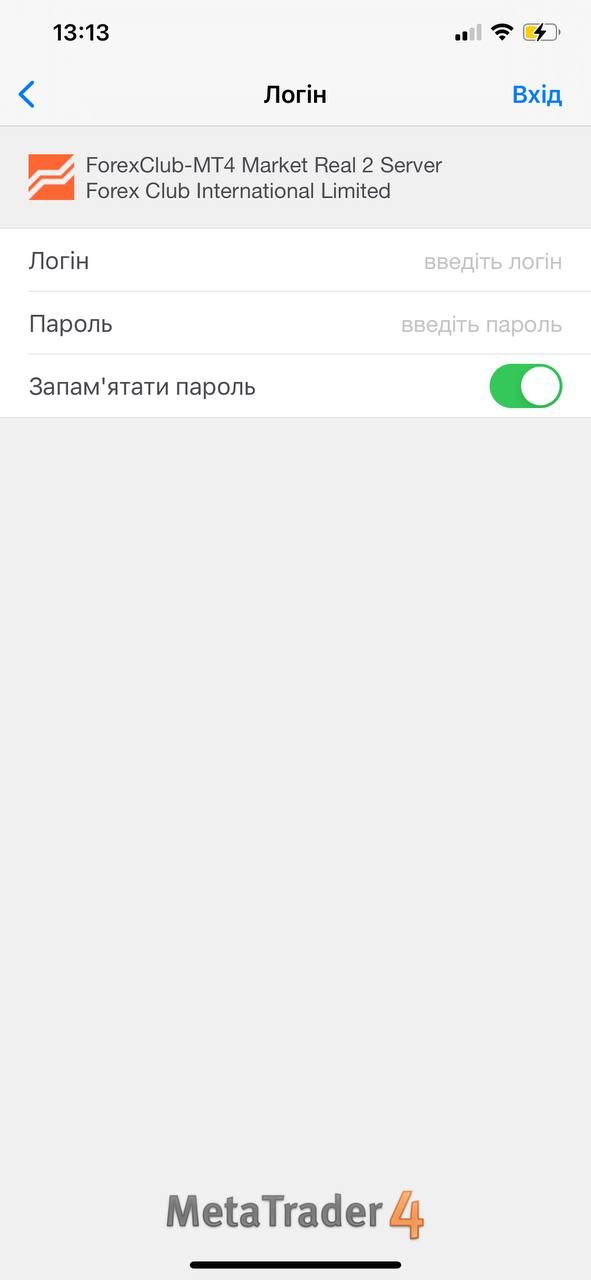 13:13
Логін
Вхід
ForexClub-MT4 Market Real 2 Server
Forex Club International Limited
Логін
введіть логін
Пароль
введіть пароль
Запам'ятати пароль
MetaTrader 4